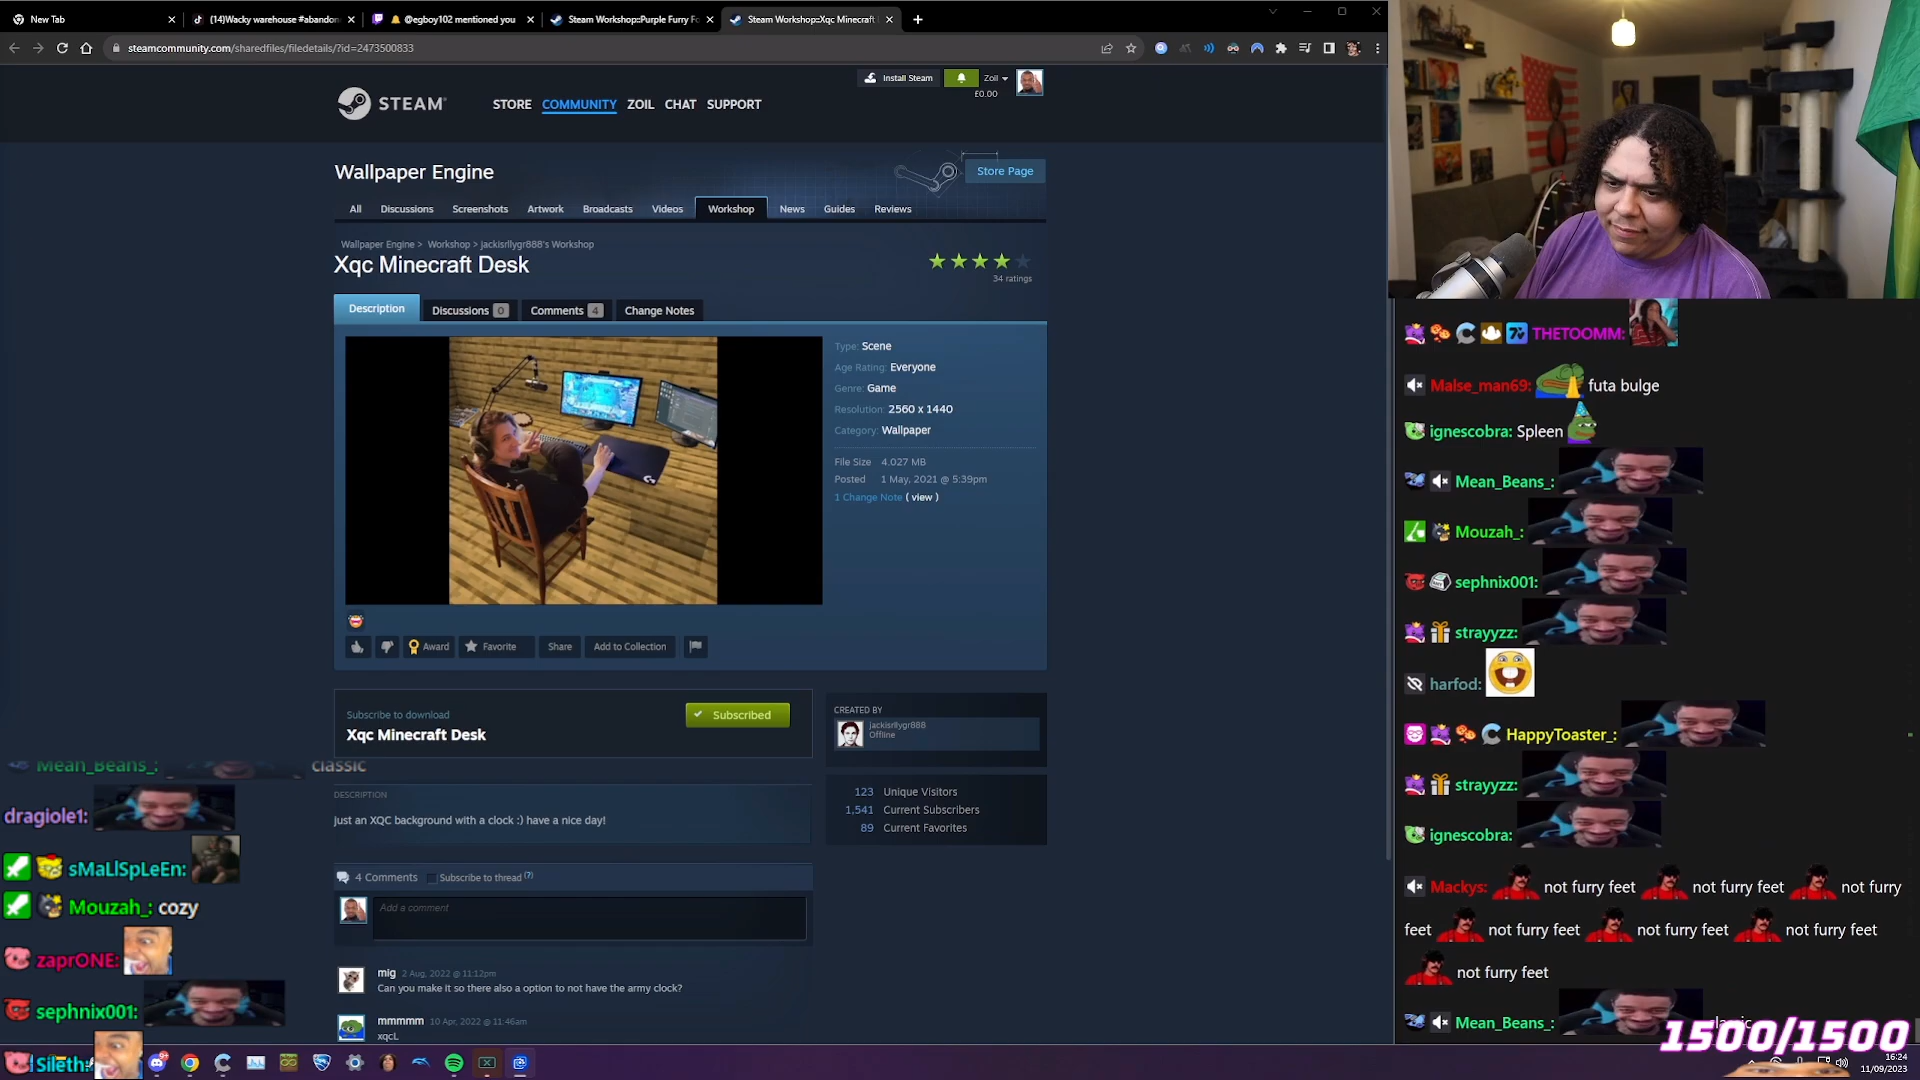 New Tab
(14)Wacky warehouse #abandon
@egboy102 mentioned you
Steam Workshop::Purple Furry Fo
Steam Workshop::Xqc Minecraft
steamcommunity.com/sharedfiles/filedetails/?id=2473500833
Install Steam
Zoil
£0.00
STEAM
STORE COMMUNITY ZOIL CHAT SUPPORT
Wallpaper Engine
Store Page
All Discussions Screenshots Artwork Broadcasts Videos Workshop News Guides Reviews
Wallpaper Engine > Workshop > jackisrllygr888's Workshop
Xqc Minecraft Desk
34 ratings
Description Discussions 0 Comments 4 Change Notes
Type: Scene
Age Rating: Everyone
Genre: Game
Resolution: 2560 x 1440
Category: Wallpaper
File Size 4.027 MB
Posted 1 May, 2021 @ 5:39pm
1 Change Note ( view )
Award Favorite Share Add to Collection
Subscribe to download
Xqc Minecraft Desk
Subscribed
CREATED BY
jackisrllygr888
Offline
DESCRIPTION
just an XQC background with a clock :) have a nice day!
123 Unique Visitors
1,541 Current Subscribers
89 Current Favorites
4 Comments Subscribe to thread (?)
Add a comment
mig 2 Aug, 2022 @ 11:12pm
Can you make it so there also a option to not have the army clock?
mmmmm 10 Apr, 2022 @ 11:46am
xqcL
Mean_Beans_: classic
dragiole1:
sMaLlSpLeEn:
Mouzah_: cozy
zaprONE:
sephnix001:
Sileth:
THETOOMM:
Malse_man69: futa bulge
ignescobra: Spleen
Mean_Beans_:
Mouzah_:
sephnix001:
strayyzz:
harfod:
HappyToaster_:
strayyzz:
ignescobra:
Mackys: not furry feet not furry feet not furry
feet not furry feet not furry feet not furry feet
not furry feet
Mean_Beans_: classic
1500/1500
16:24
11/09/2023